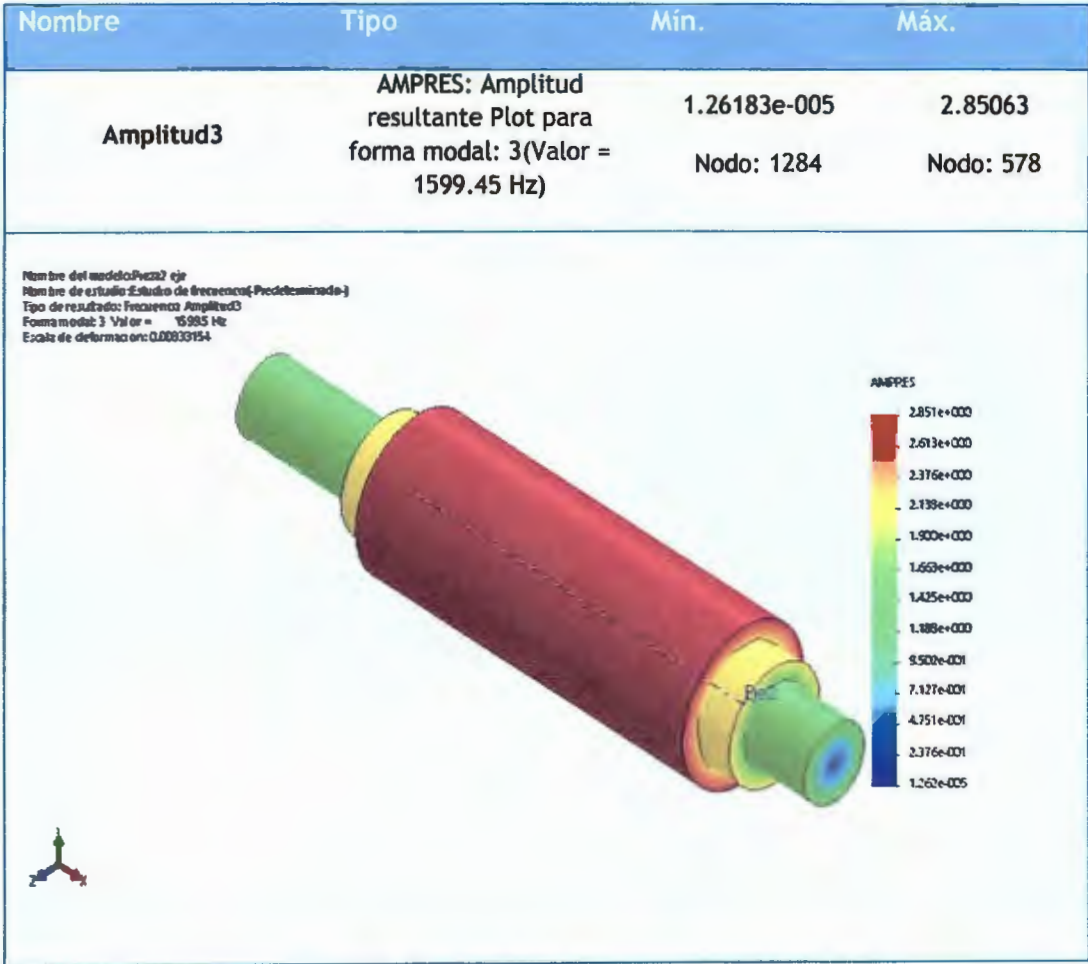 Nombre Tipo Mín. Máx.
Amplitud3
AMPRES: Amplitud
resultante Plot para
forma modal: 3(Valor =
1599.45 Hz)
1.26183e-005
Nodo: 1284
2.85063
Nodo: 578
Nombre del modelo: eje
Nombre de estudio: Estudio de frecuencia(-Predeterminado-)
Tipo de resultado: Frecuencia Amplitud3
Forma modal: 3 Valor = Hz
Escala de deformacion: 0.00833154
AMPRES
2.851e+000
2.613e+000
2.376e+000
2.138e+000
1.900e+000
1.663e+000
1.425e+000
1.188e+000
9.502e-001
7.127e-001
4.751e-001
2.376e-001
1.262e-005
Y
Z X